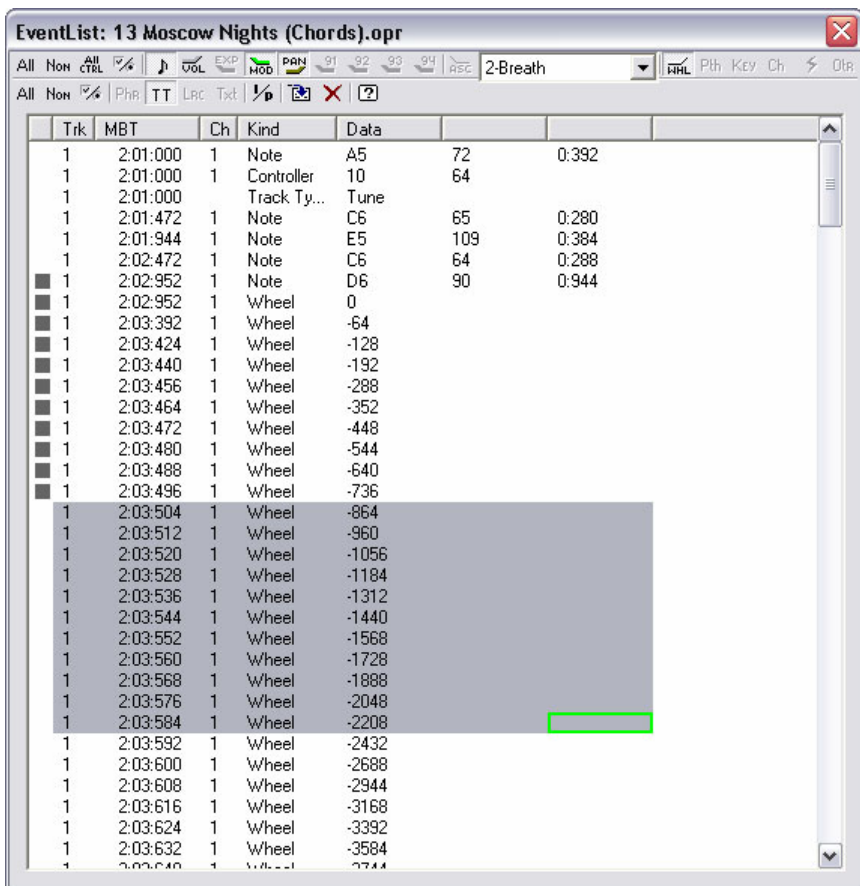 EventList: 13 Moscow Nights (Chords).opr
All Non ALL CTRL VOL EXP MOD PAN 91 92 93 94 ASC 2-Breath WHL Pth Key Ch Otr
All Non Phr TT Lrc Txt I/P ?
Trk MBT Ch Kind Data
1 2:01:000 1 Note A5 72 0:392
1 2:01:000 1 Controller 10 64
1 2:01:000 Track Ty... Tune
1 2:01:472 1 Note C6 65 0:280
1 2:01:944 1 Note E5 109 0:384
1 2:02:472 1 Note C6 64 0:288
1 2:02:952 1 Note D6 90 0:944
1 2:02:952 1 Wheel 0
1 2:03:392 1 Wheel -64
1 2:03:424 1 Wheel -128
1 2:03:440 1 Wheel -192
1 2:03:456 1 Wheel -288
1 2:03:464 1 Wheel -352
1 2:03:472 1 Wheel -448
1 2:03:480 1 Wheel -544
1 2:03:488 1 Wheel -640
1 2:03:496 1 Wheel -736
1 2:03:504 1 Wheel -864
1 2:03:512 1 Wheel -960
1 2:03:520 1 Wheel -1056
1 2:03:528 1 Wheel -1184
1 2:03:536 1 Wheel -1312
1 2:03:544 1 Wheel -1440
1 2:03:552 1 Wheel -1568
1 2:03:560 1 Wheel -1728
1 2:03:568 1 Wheel -1888
1 2:03:576 1 Wheel -2048
1 2:03:584 1 Wheel -2208
1 2:03:592 1 Wheel -2432
1 2:03:600 1 Wheel -2688
1 2:03:608 1 Wheel -2944
1 2:03:616 1 Wheel -3168
1 2:03:624 1 Wheel -3392
1 2:03:632 1 Wheel -3584